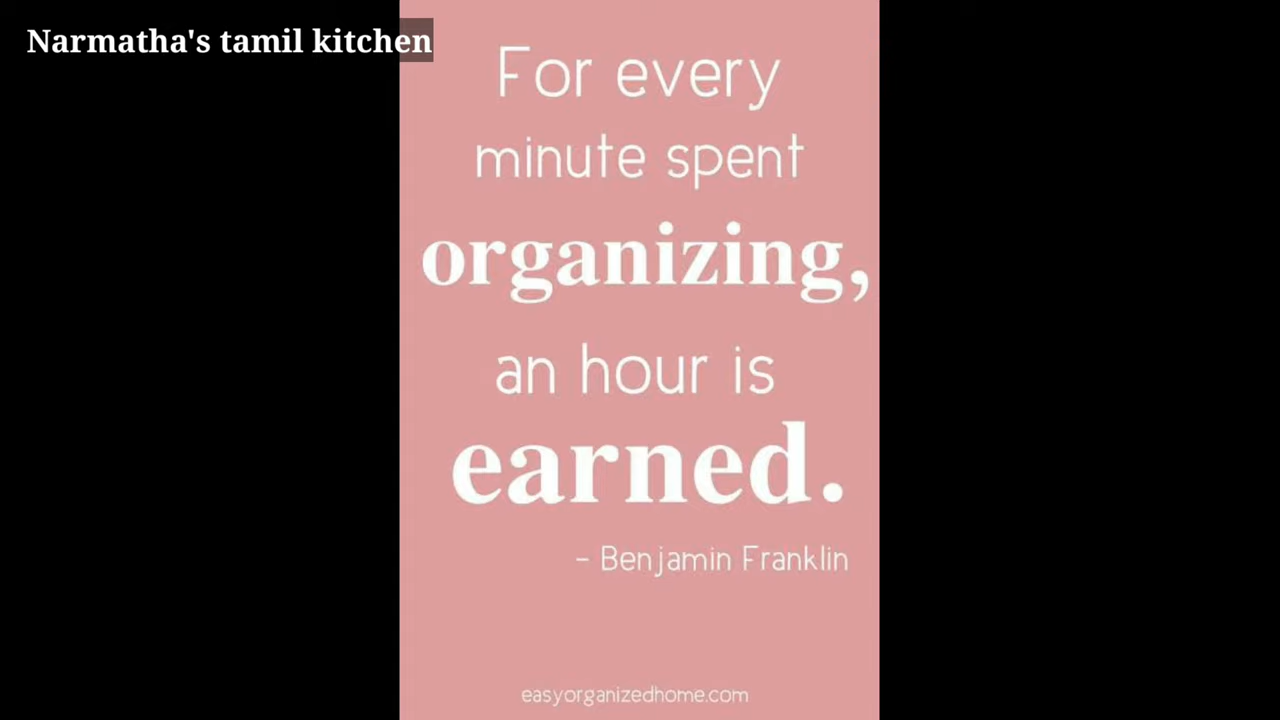 Narmatha's tamil kitchen
For every
minute spent
organizing,
an hour is
earned.
- Benjamin Franklin
easyorganizedhome.com